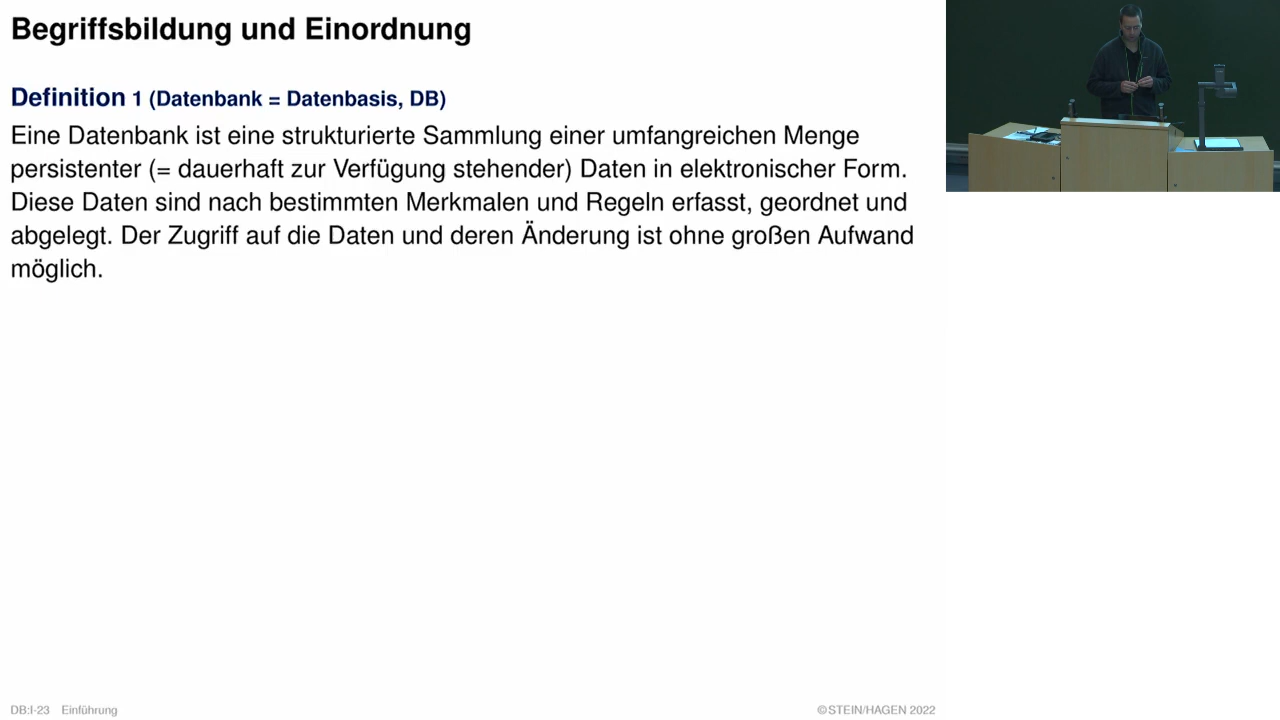 Begriffsbildung und Einordnung
Definition 1 (Datenbank = Datenbasis, DB)
Eine Datenbank ist eine strukturierte Sammlung einer umfangreichen Menge
persistenter (= dauerhaft zur Verfügung stehender) Daten in elektronischer Form.
Diese Daten sind nach bestimmten Merkmalen und Regeln erfasst, geordnet und
abgelegt. Der Zugriff auf die Daten und deren Änderung ist ohne großen Aufwand
möglich.
DB:I-23 Einführung
©STEIN/HAGEN 2022